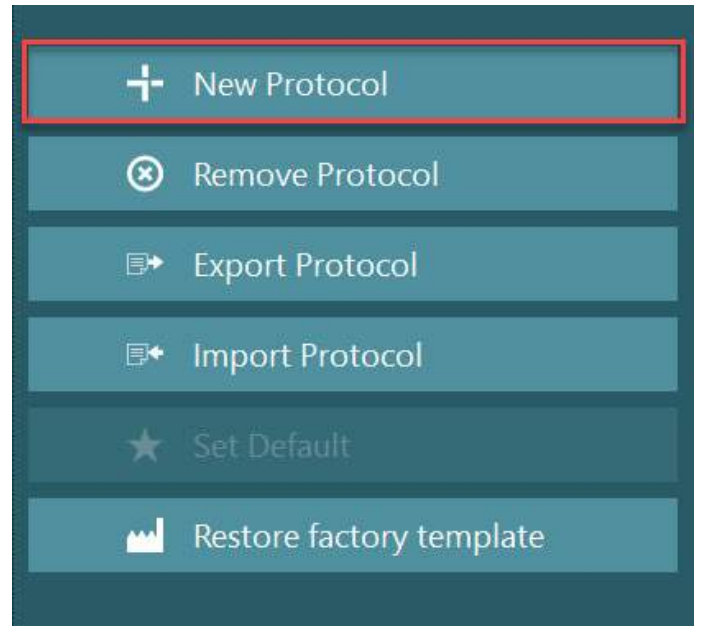 New Protocol
Remove Protocol
Export Protocol
Import Protocol
Set Default
Restore factory template